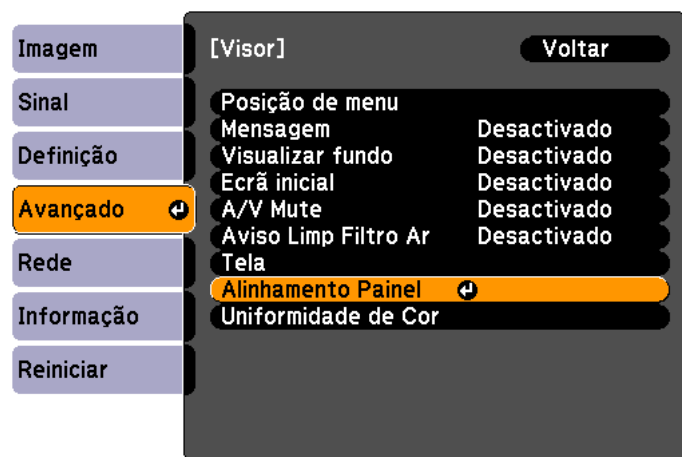 Imagem
Sinal
Definição
Avançado
Rede
Informação
Reiniciar
[Visor] Voltar
Posição de menu
Mensagem Desactivado
Visualizar fundo Desactivado
Ecrã inicial Desactivado
A/V Mute Desactivado
Aviso Limp Filtro Ar Desactivado
Tela
Alinhamento Painel
Uniformidade de Cor